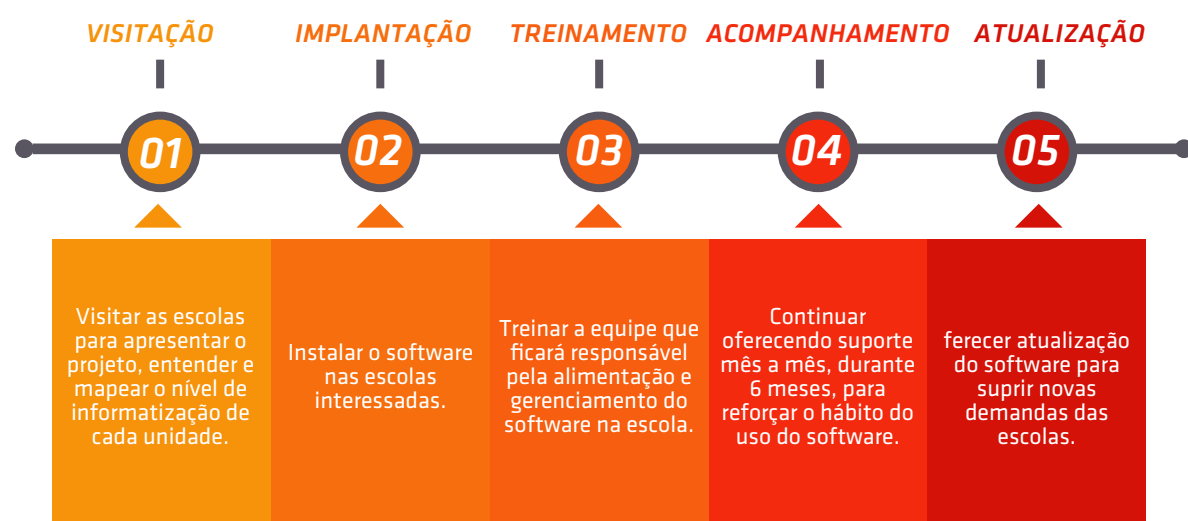 VISITAÇÃO
IMPLANTAÇÃO
TREINAMENTO
ACOMPANHAMENTO
ATUALIZAÇÃO
01
02
03
04
05
Visitar as escolas
para apresentar o
projeto, entender e
mapear o nível de
informatização de
cada unidade.
Instalar o software
nas escolas
interessadas.
Treinar a equipe que
ficará responsável
pela alimentação e
gerenciamento do
software na escola.
Continuar
oferecendo suporte
mês a mês, durante
6 meses, para
reforçar o hábito do
uso do software.
ferecer atualização
do software para
suprir novas
demandas das
escolas.